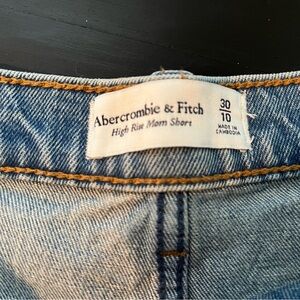 Abercrombie & Fitch
High Rise Mom Short
30
10
MADE IN
CAMBODIA